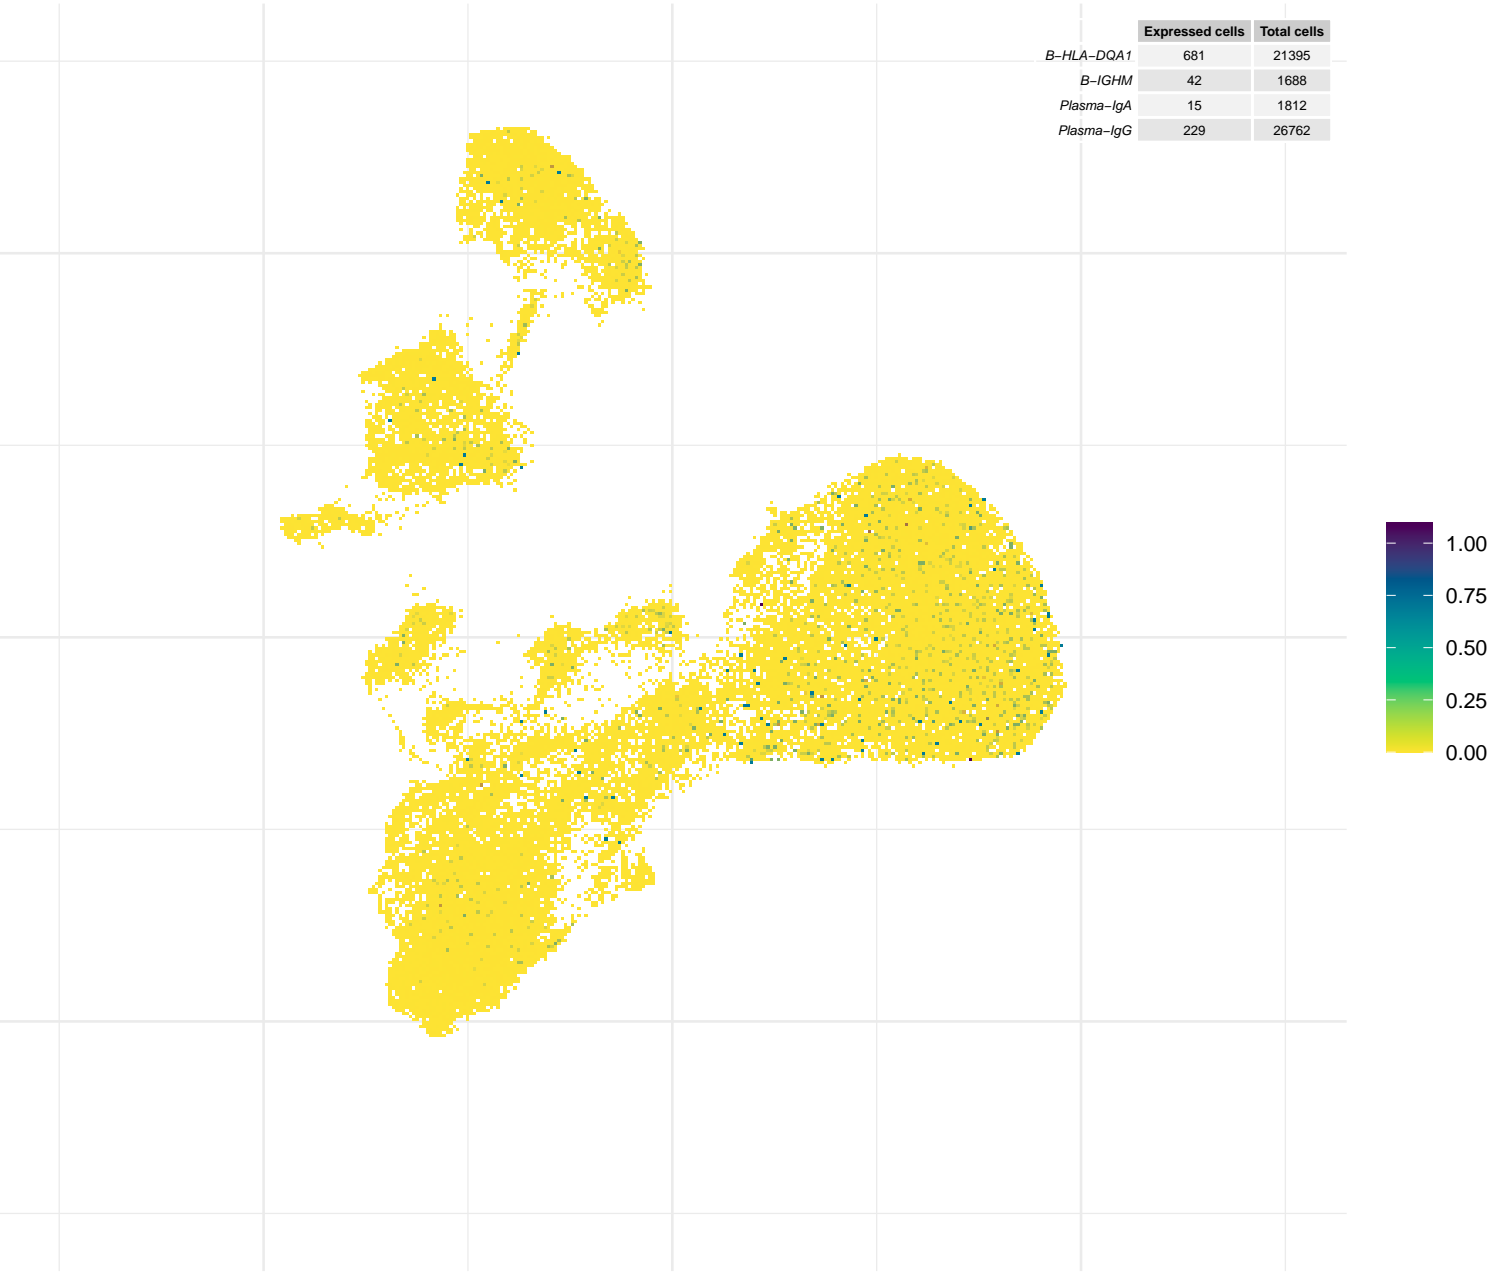 Expressed cells Total cells
B−HLA−DQA1 681 21395
B−IGHM 42 1688
Plasma−IgA 15 1812
Plasma−IgG 229 26762
1.00
0.75
0.50
0.25
0.00